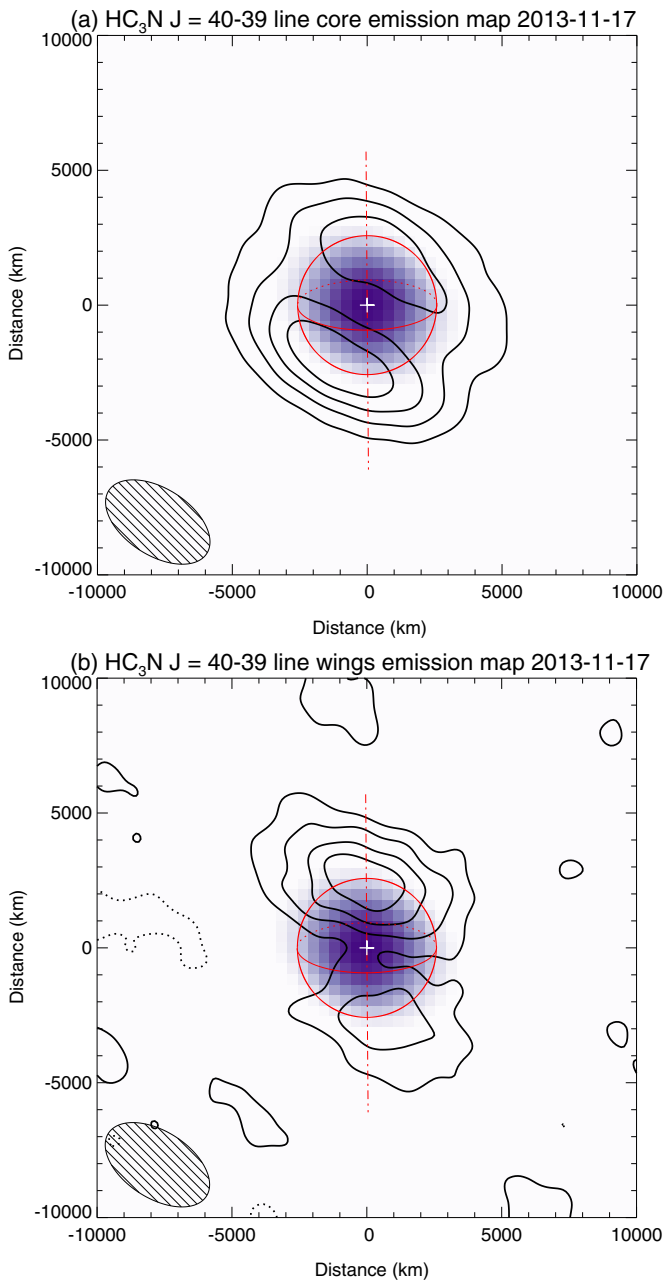 (a) HC₃N J = 40-39 line core emission map 2013-11-17
10000
5000
0
-5000
-10000
Distance (km)
-10000 -5000 0 5000 10000
Distance (km)
(b) HC₃N J = 40-39 line wings emission map 2013-11-17
10000
5000
0
-5000
-10000
Distance (km)
-10000 -5000 0 5000 10000
Distance (km)